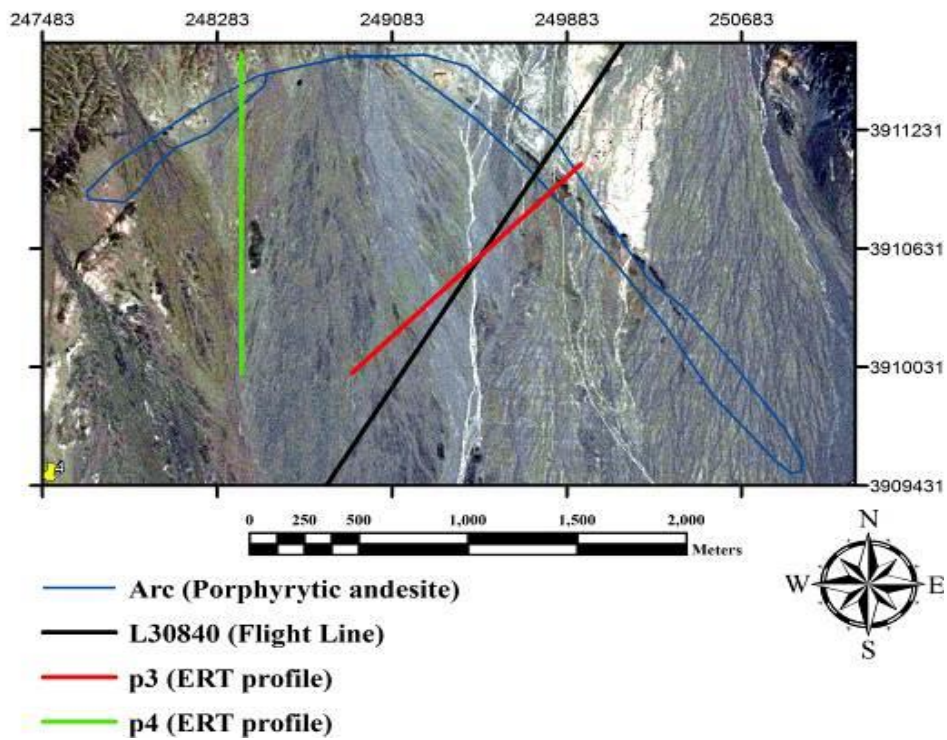 247483 248283 249083 249883 250683
3911231
3910631
3910031
3909431
4
0 250 500 1,000 1,500 2,000
Meters
N
W E
S
Arc (Porphyrytic andesite)
L30840 (Flight Line)
p3 (ERT profile)
p4 (ERT profile)